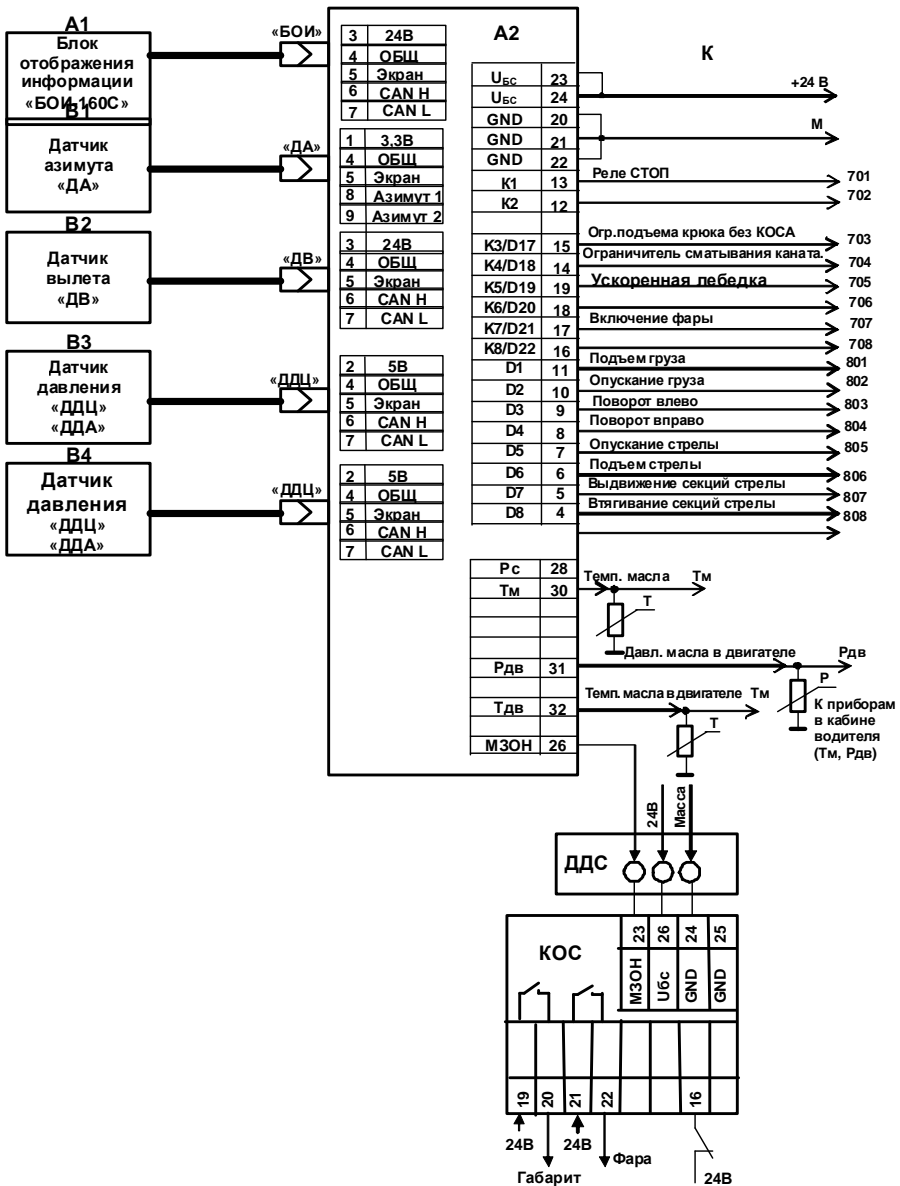 A1
Блок
отображения
информации
«БОИ-160С»
B1
Датчик
азимута
«ДА»
B2
Датчик
вылета
«ДВ»
B3
Датчик
давления
«ДДЦ»
«ДДА»
B4
Датчик
давления
«ДДЦ»
«ДДА»
«БОИ»
«ДА»
«ДВ»
«ДДЦ»
«ДДЦ»
3 24В
4 ОБЩ
5 Экран
6 CAN H
7 CAN L
1 3,3В
4 ОБЩ
5 Экран
8 Азимут 1
9 Азимут 2
3 24В
4 ОБЩ
5 Экран
6 CAN H
7 CAN L
2 5В
4 ОБЩ
5 Экран
6 CAN H
7 CAN L
2 5В
4 ОБЩ
5 Экран
6 CAN H
7 CAN L
A2
К
UБС 23
UБС 24
GND 20
GND 21
GND 22
К1 13
К2 12
К3/D17 15
К4/D18 14
К5/D19 19
К6/D20 18
К7/D21 17
К8/D22 16
D1 11
D2 10
D3 9
D4 8
D5 7
D6 6
D7 5
D8 4
Рс 28
Тм 30
Рдв 31
Тдв 32
МЗОН 26
+24 В
М
Реле СТОП 701
702
Огр.подъема крюка без КОСА 703
Ограничитель сматывания каната. 704
Ускоренная лебедка 705
706
Включение фары 707
708
Подъем груза 801
Опускание груза 802
Поворот влево 803
Поворот вправо 804
Опускание стрелы 805
Подъем стрелы 806
Выдвижение секций стрелы 807
Втягивание секций стрелы 808
Темп. масла Тм
Т
Давл. масла в двигателе Рдв
Р
Темп. масла в двигателе Тм
Т
К приборам
в кабине
водителя
(Тм, Рдв)
24В
Масса
ДДС
КОС
23 26 24 25
МЗОН Uбс GND GND
19 20 21 22 16
24В 24В Фара
Габарит 24В